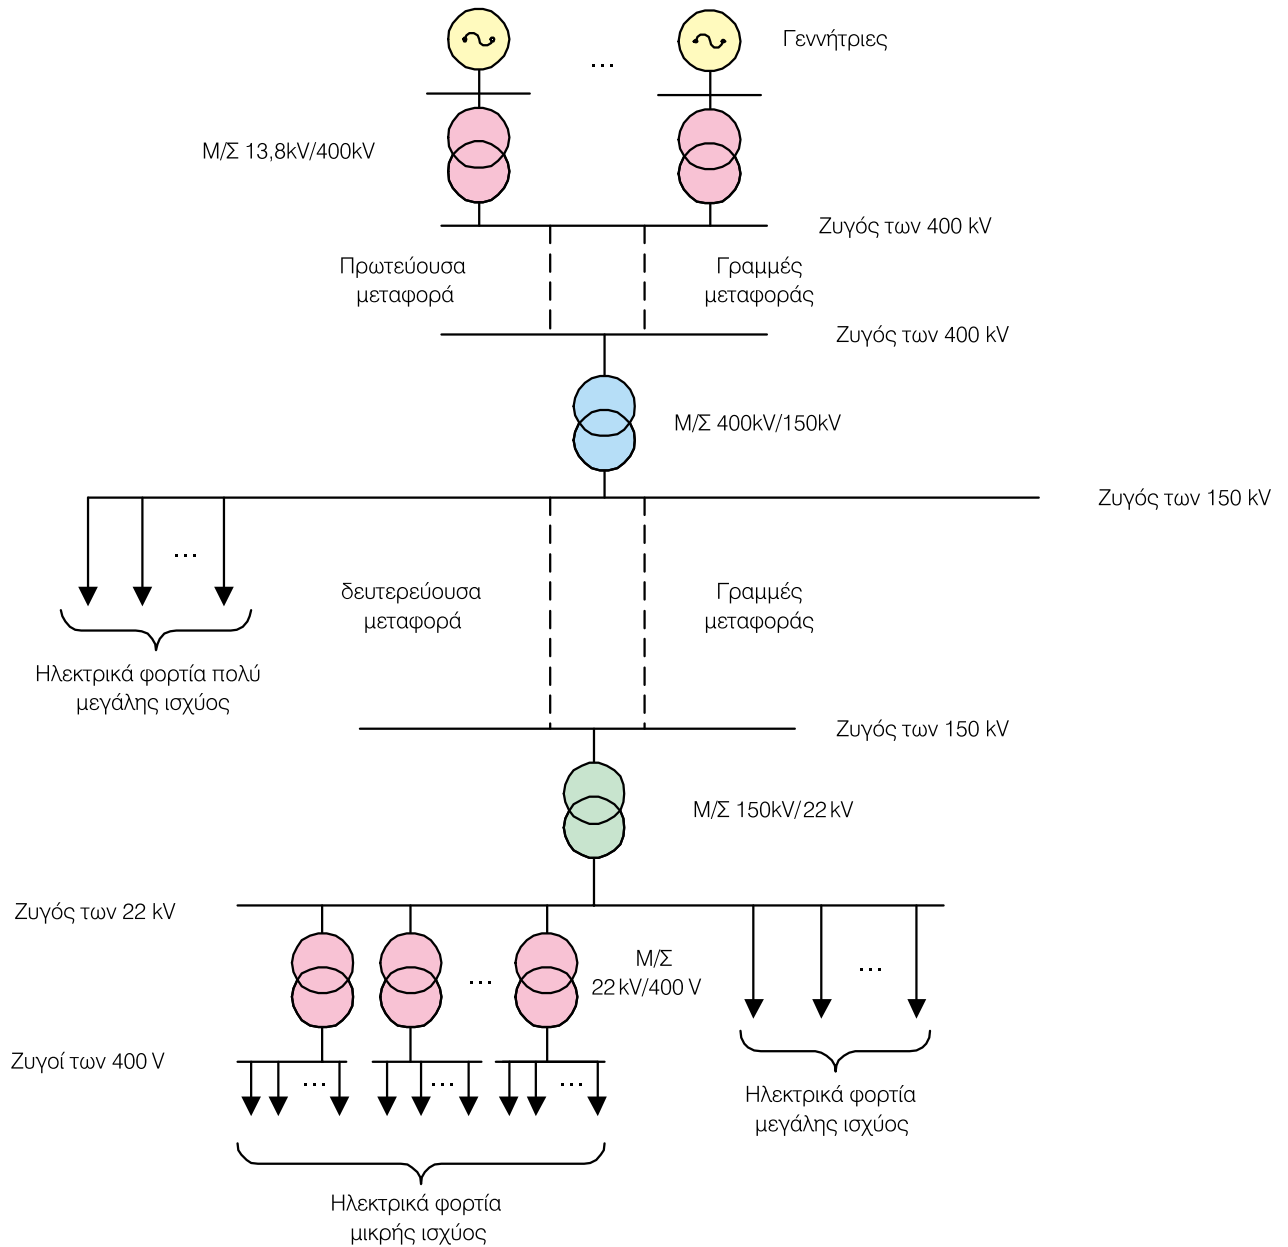 Γεννήτριες
...
Μ/Σ 13,8kV/400kV
Ζυγός των 400 kV
Πρωτεύουσα
μεταφορά
Γραμμές
μεταφοράς
Ζυγός των 400 kV
Μ/Σ 400kV/150kV
Ζυγός των 150 kV
...
δευτερεύουσα
μεταφορά
Γραμμές
μεταφοράς
Ηλεκτρικά φορτία πολύ
μεγάλης ισχύος
Ζυγός των 150 kV
Μ/Σ 150kV/22 kV
Ζυγός των 22 kV
...
Μ/Σ
22 kV/400 V
...
Ζυγοί των 400 V
...
...
...
Ηλεκτρικά φορτία
μεγάλης ισχύος
Ηλεκτρικά φορτία
μικρής ισχύος